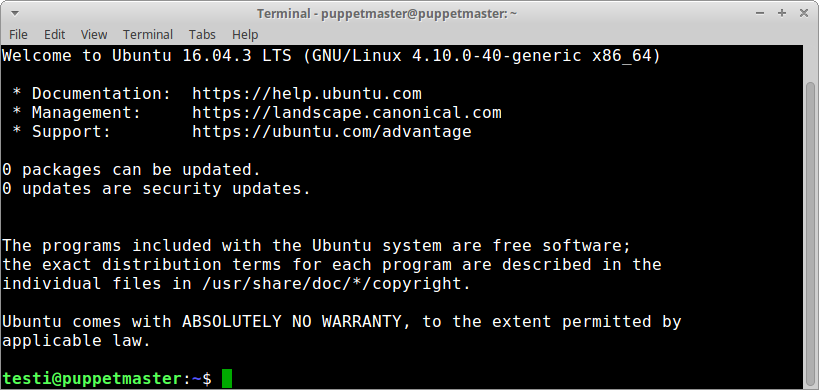 Terminal - puppetmaster@puppetmaster: ~
File Edit View Terminal Tabs Help
Welcome to Ubuntu 16.04.3 LTS (GNU/Linux 4.10.0-40-generic x86_64)
* Documentation: https://help.ubuntu.com
* Management: https://landscape.canonical.com
* Support: https://ubuntu.com/advantage
0 packages can be updated.
0 updates are security updates.
The programs included with the Ubuntu system are free software;
the exact distribution terms for each program are described in the
individual files in /usr/share/doc/*/copyright.
Ubuntu comes with ABSOLUTELY NO WARRANTY, to the extent permitted by
applicable law.
testi@puppetmaster:~$